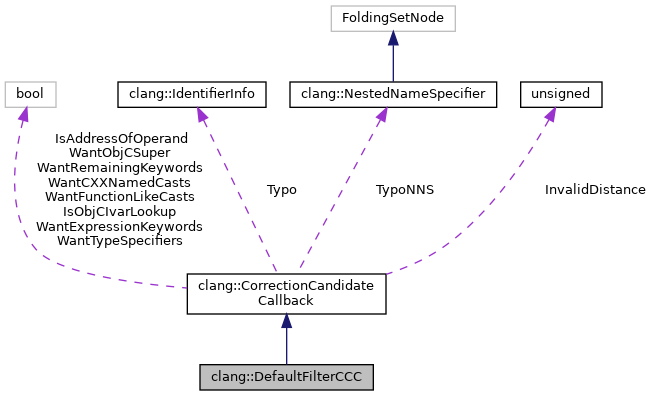 FoldingSetNode
bool
clang::IdentifierInfo
clang::NestedNameSpecifier
unsigned
IsAddressOfOperand
WantObjCSuper
WantRemainingKeywords
WantCXXNamedCasts
WantFunctionLikeCasts
IsObjCIvarLookup
WantExpressionKeywords
WantTypeSpecifiers
Typo
TypoNNS
InvalidDistance
clang::CorrectionCandidate
Callback
clang::DefaultFilterCCC